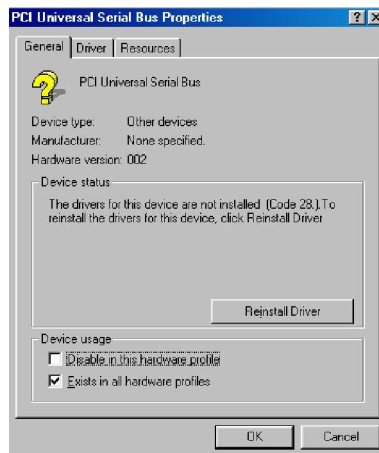 PCI Universal Serial Bus Properties
General Driver Resources
PCI Universal Serial Bus
Device type: Other devices
Manufacturer: None specified.
Hardware version: 002
Device status
The drivers for this device are not installed. (Code 28.) To
reinstall the drivers for this device, click Reinstall Driver
Reinstall Driver
Device usage
Disable in this hardware profile
Exists in all hardware profiles
OK Cancel